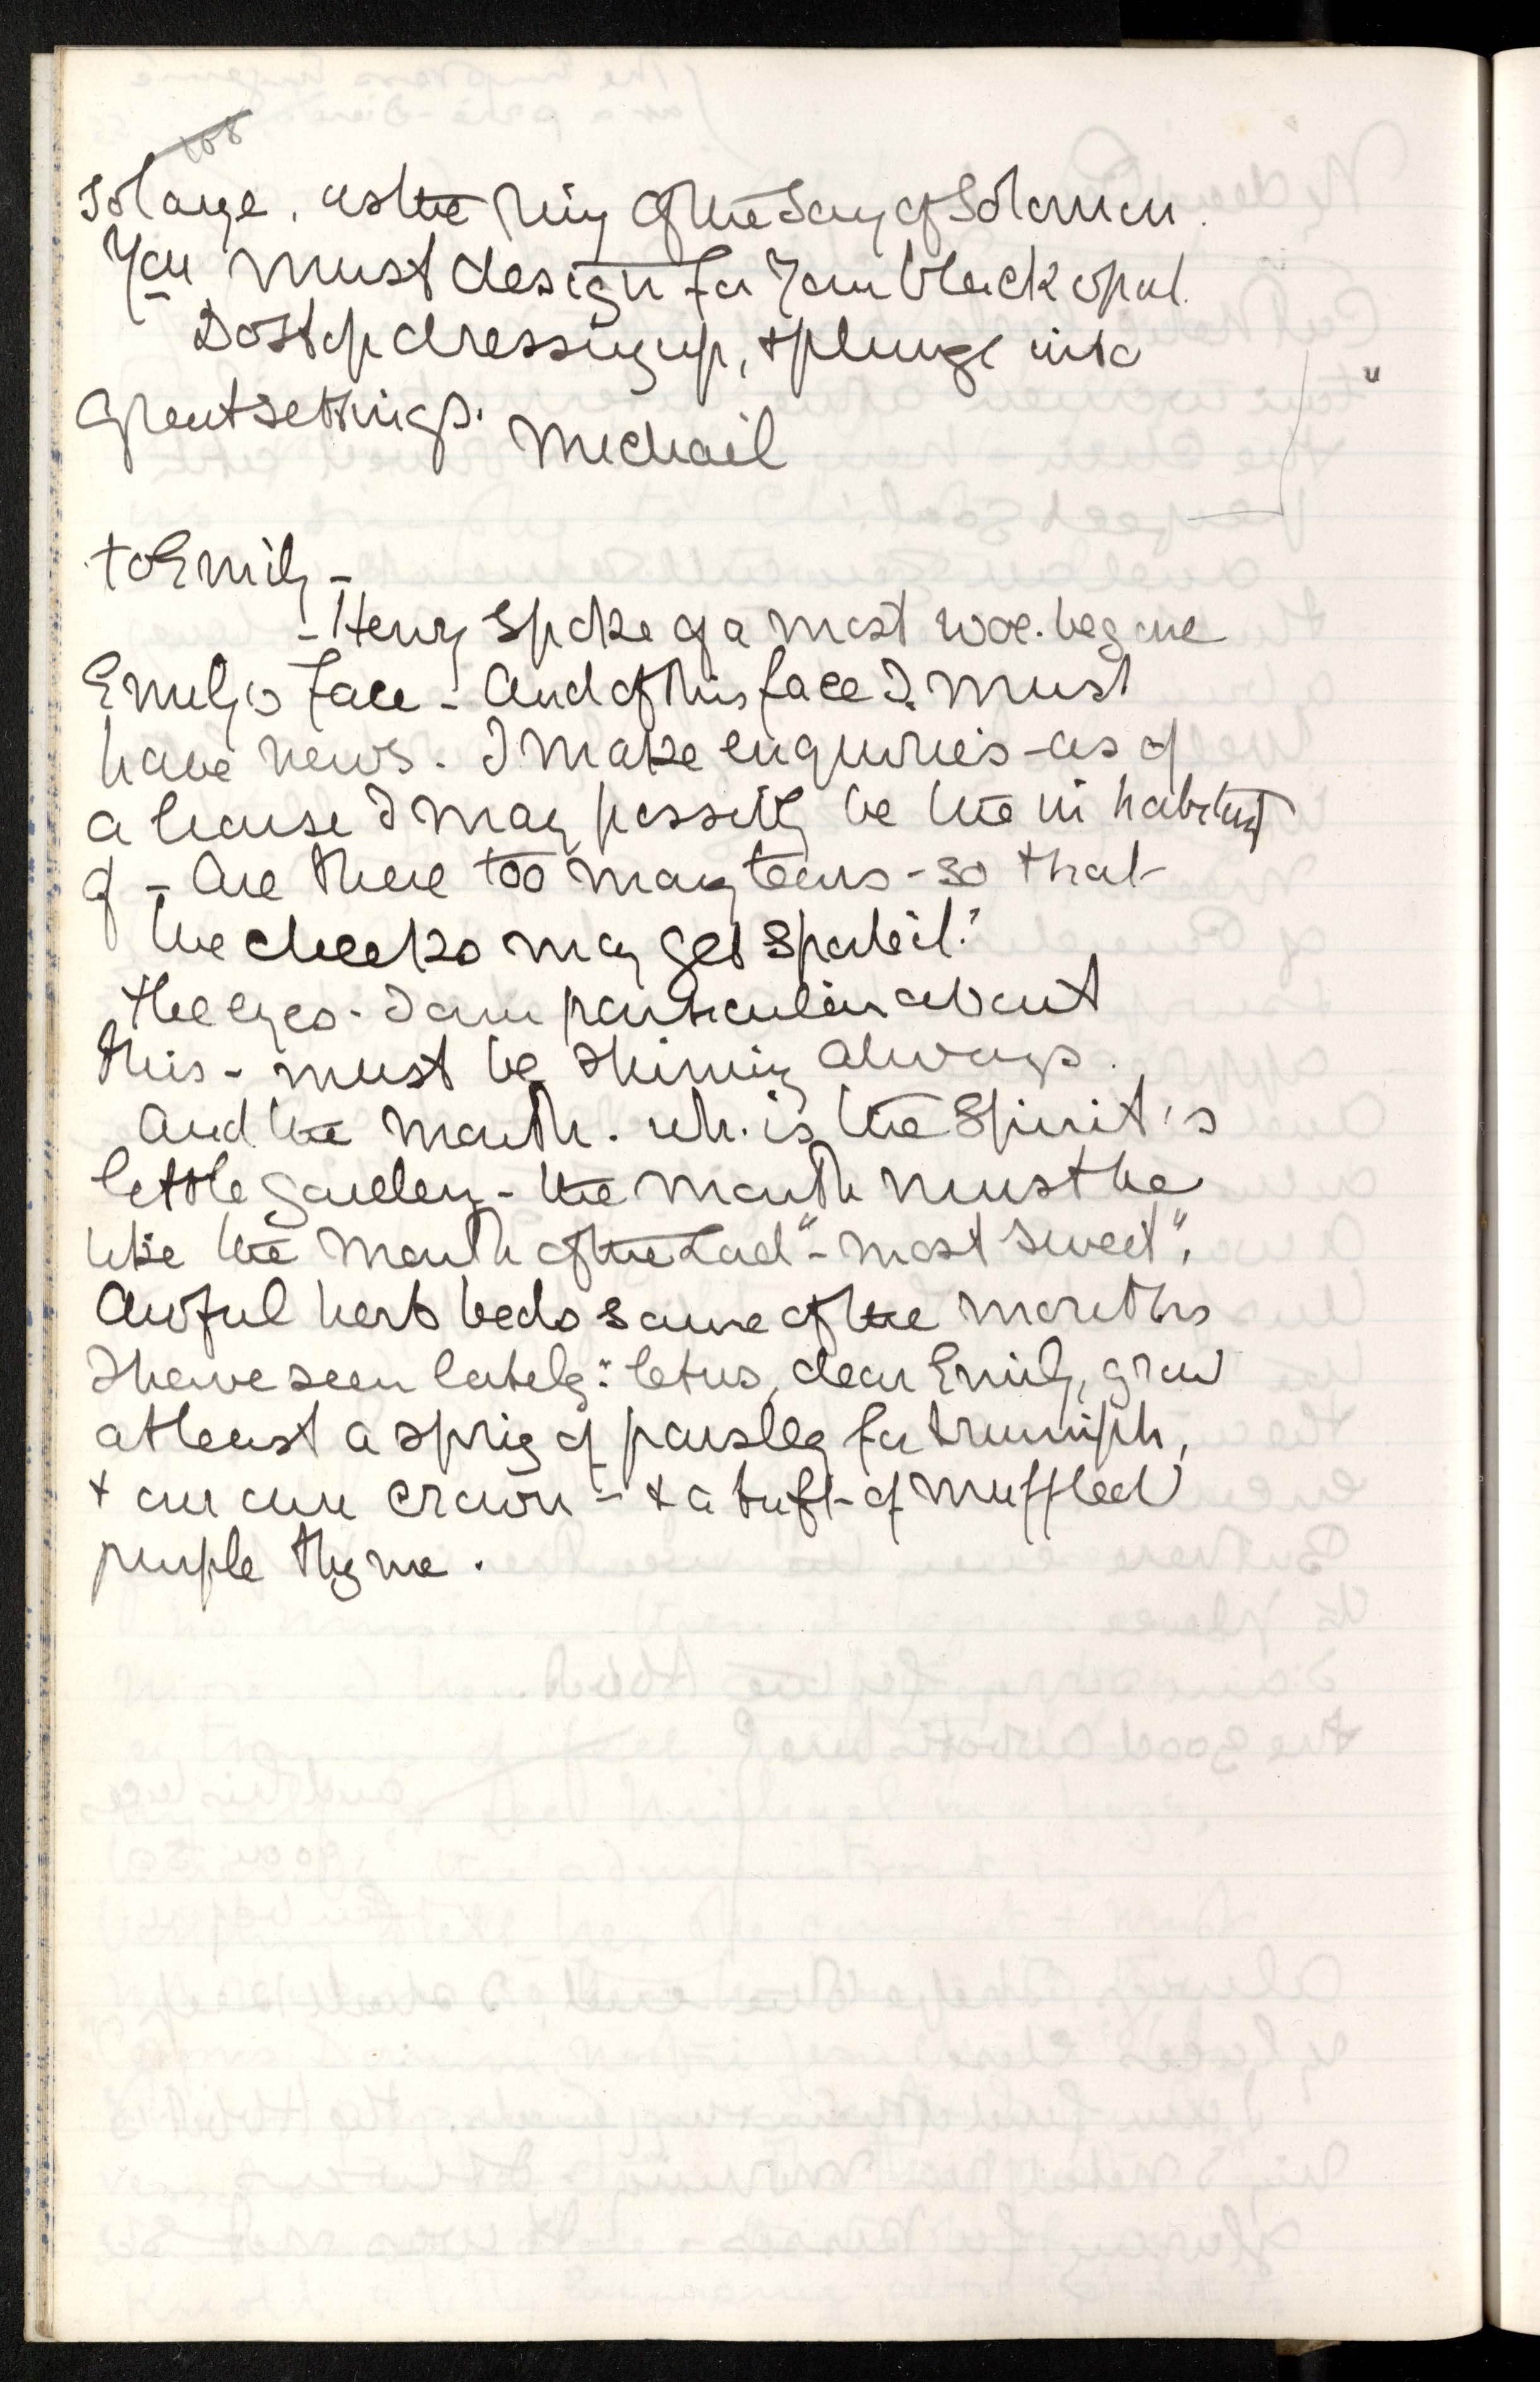 so large, as the ring of the Song of Solomon.
You must design for your black opal.
Do stop dressing up, & plunge into
great settings. Michael
to Emily -
- Henry spoke of a most woe-begone
Emily's face - And of this face I must
have news. I make enquiries - as of
a house I may possibly be the inhabitant
of - Are there too many tears - so that
the cheeks may get spoiled?
The eyes - I am particular about
this - must be shining always.
And the mouth - wh. is the Spirit's
little garden - the mouth must be
like the mouth of the Lad "- most sweet".
Awful herb beds some of the mouths
I have seen lately: let us, dear Emily, grow
at least a sprig of parsley for triumph,
& our own crown - & a tuft of muffled
purple thyme.